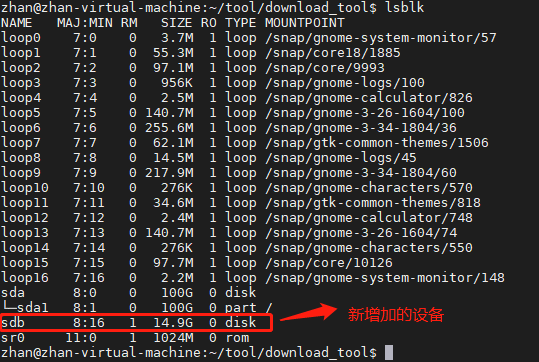 zhan@zhan-virtual-machine:~/tool/download_tool$ lsblk
NAME   MAJ:MIN RM   SIZE RO TYPE MOUNTPOINT
loop0    7:0    0   3.7M  1 loop /snap/gnome-system-monitor/57
loop1    7:1    0  55.3M  1 loop /snap/core18/1885
loop2    7:2    0  97.1M  1 loop /snap/core/9993
loop3    7:3    0   956K  1 loop /snap/gnome-logs/100
loop4    7:4    0   2.5M  1 loop /snap/gnome-calculator/826
loop5    7:5    0 140.7M  1 loop /snap/gnome-3-26-1604/100
loop6    7:6    0 255.6M  1 loop /snap/gnome-3-34-1804/36
loop7    7:7    0  62.1M  1 loop /snap/gtk-common-themes/1506
loop8    7:8    0  14.5M  1 loop /snap/gnome-logs/45
loop9    7:9    0 217.9M  1 loop /snap/gnome-3-34-1804/60
loop10   7:10   0   276K  1 loop /snap/gnome-characters/570
loop11   7:11   0  34.6M  1 loop /snap/gtk-common-themes/818
loop12   7:12   0   2.4M  1 loop /snap/gnome-calculator/748
loop13   7:13   0 140.7M  1 loop /snap/gnome-3-26-1604/74
loop14   7:14   0   276K  1 loop /snap/gnome-characters/550
loop15   7:15   0  97.7M  1 loop /snap/core/10126
loop16   7:16   0   2.2M  1 loop /snap/gnome-system-monitor/148
sda      8:0    0   100G  0 disk
└─sda1   8:1    0   100G  0 part /
sdb      8:16   1  14.9G  0 disk 新增加的设备
sr0     11:0    1  1024M  0 rom
zhan@zhan-virtual-machine:~/tool/download_tool$